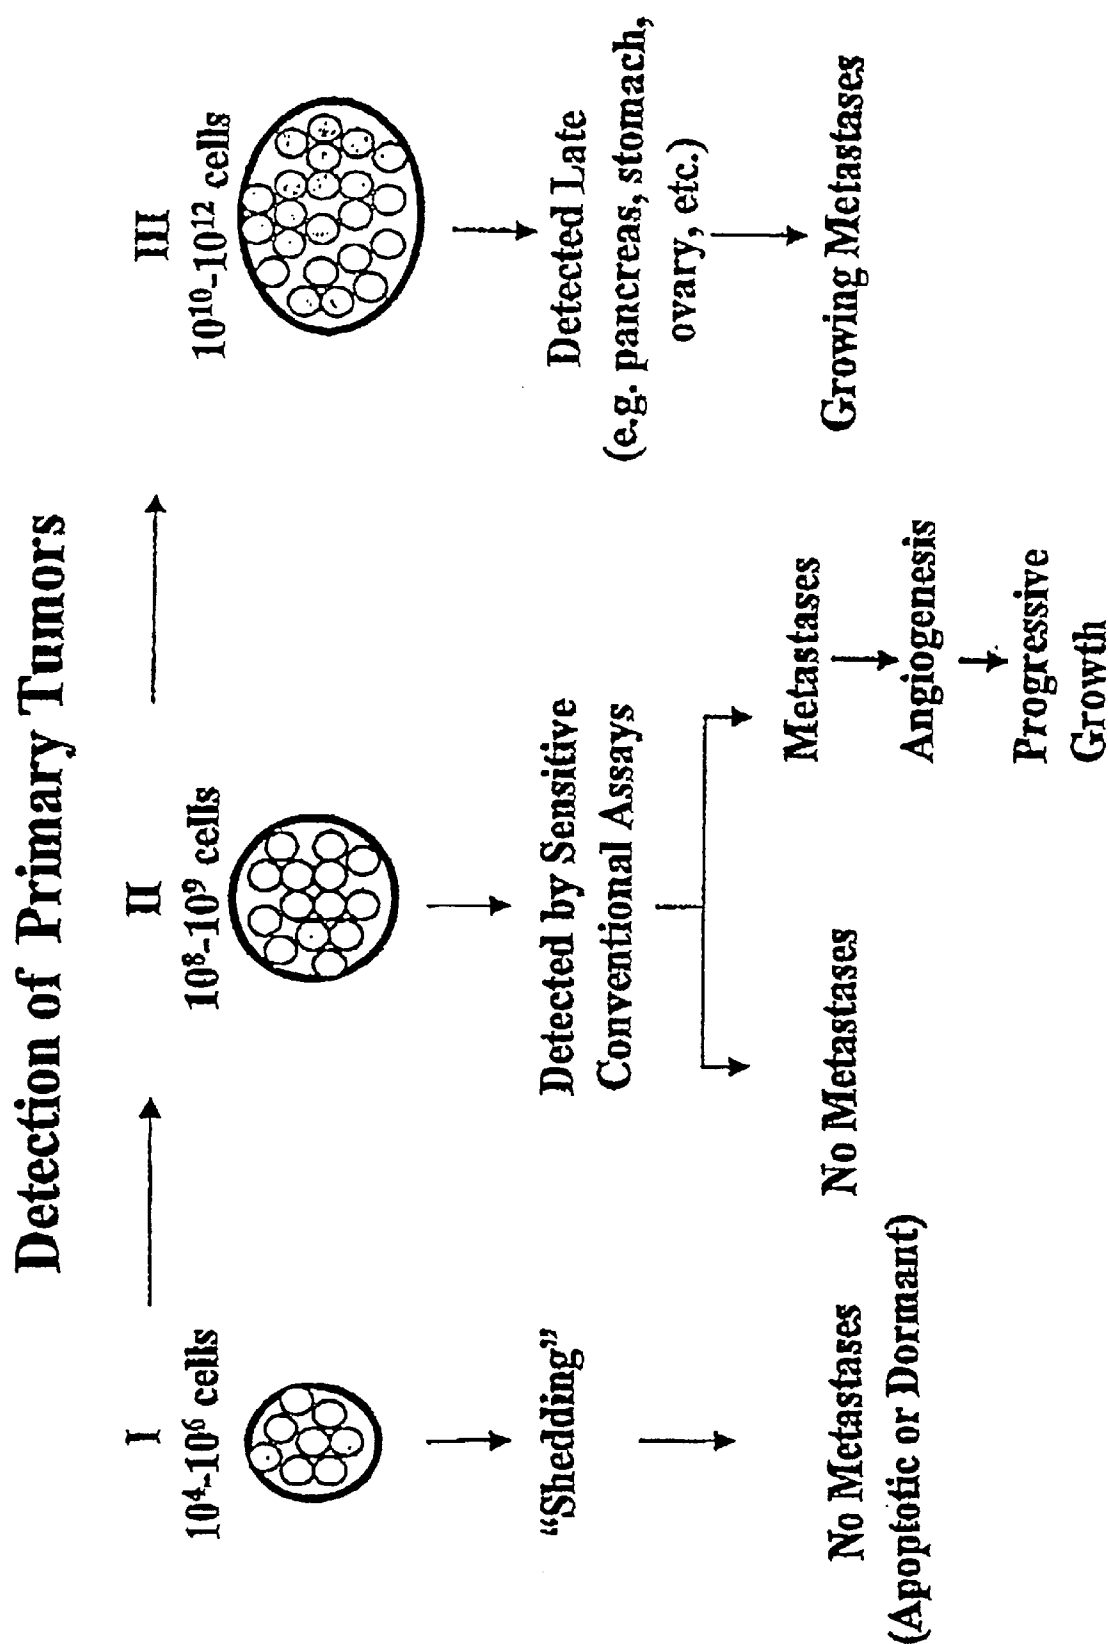 Detection of Primary Tumors
I
10⁴-10⁶ cells
"Shedding"
No Metastases
(Apoptotic or Dormant)
II
10⁸-10⁹ cells
Detected by Sensitive
Conventional Assays
No Metastases
Metastases
Angiogenesis
Progressive
Growth
III
10¹⁰-10¹² cells
Detected Late
(e.g. pancreas, stomach,
ovary, etc.)
Growing Metastases